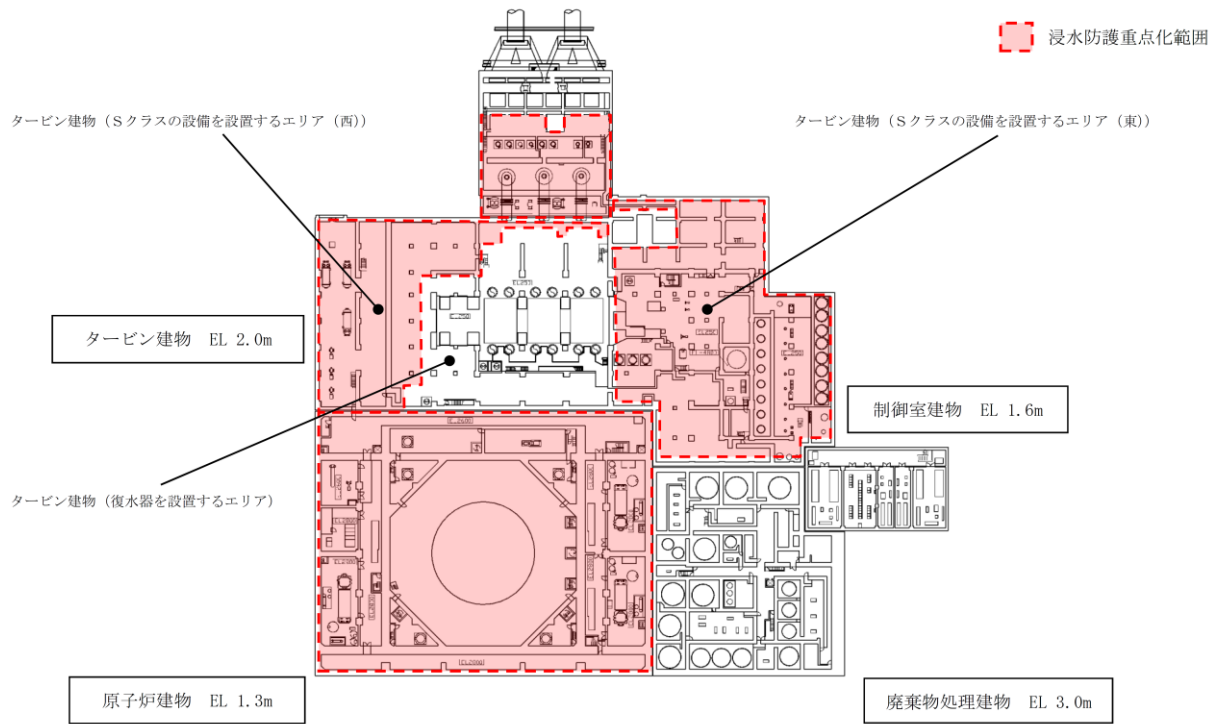 浸水防護重点化範囲
タービン建物（Ｓクラスの設備を設置するエリア（西））
タービン建物（Ｓクラスの設備を設置するエリア（東））
タービン建物　EL 2.0m
制御室建物　EL 1.6m
タービン建物（復水器を設置するエリア）
原子炉建物　EL 1.3m
廃棄物処理建物　EL 3.0m